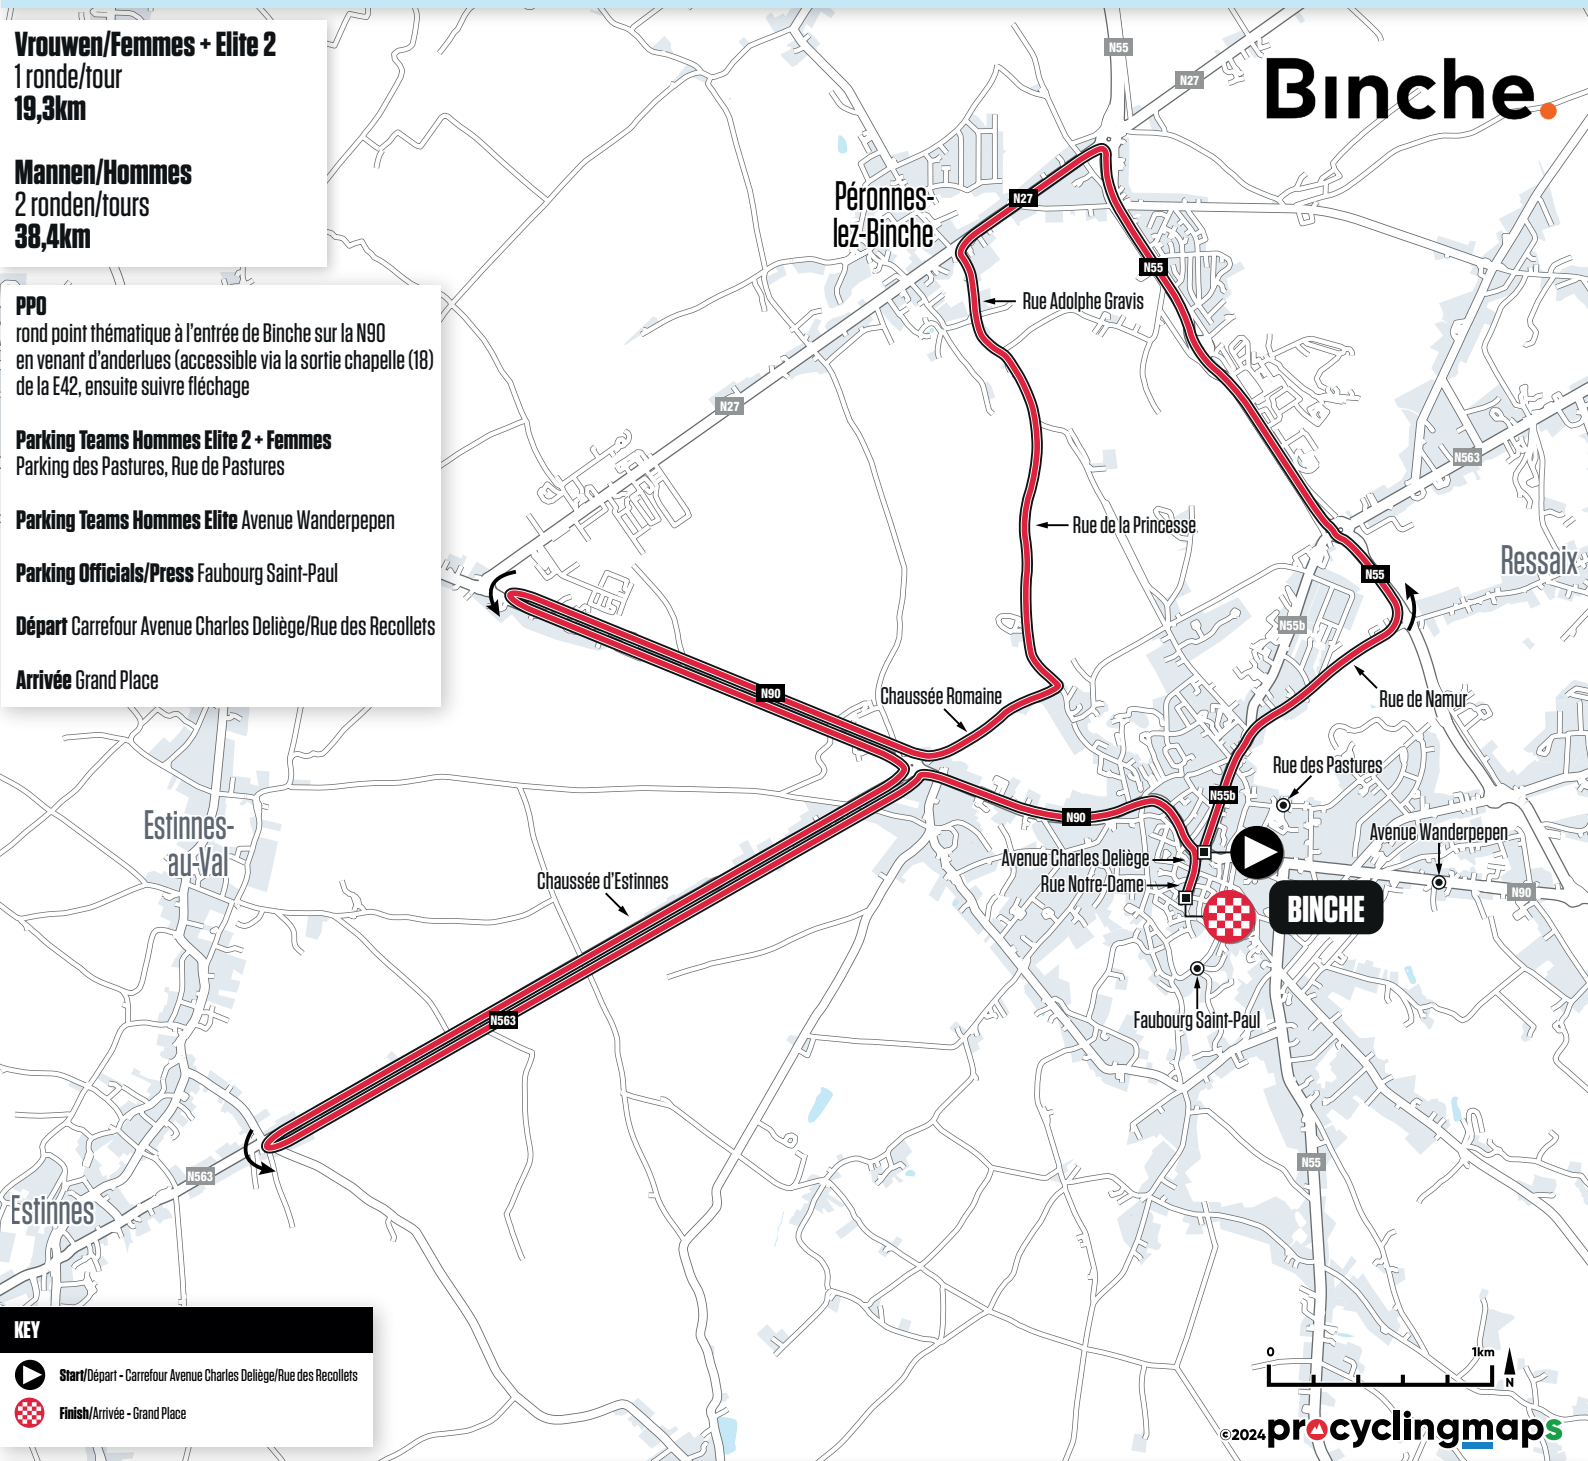 Vrouwen/Femmes + Elite 2
1 ronde/tour
19,3km
Mannen/Hommes
2 ronden/tours
38,4km
PPO
rond point thématique à l'entrée de Binche sur la N90
en venant d'anderlues (accessible via la sortie chapelle (18)
de la E42, ensuite suivre fléchage
Parking Teams Hommes Elite 2 + Femmes
Parking des Pastures, Rue de Pastures
Parking Teams Hommes Elite Avenue Wanderpepen
Parking Officials/Press Faubourg Saint-Paul
Départ Carrefour Avenue Charles Deliège/Rue des Recollets
Arrivée Grand Place
Binche.
N55
N27
Péronnes-
lez-Binche
N27
N55
Rue Adolphe Gravis
N27
N563
Rue de la Princesse
Ressaix
N55
N55b
N90
Chaussée Romaine
Rue de Namur
Rue des Pastures
N55b
N90
Estinnes-
au-Val
Avenue Wanderpepen
Avenue Charles Deliège
Rue Notre-Dame
Chaussée d'Estinnes
N90
BINCHE
N563
Faubourg Saint-Paul
N563
N55
Estinnes
KEY
Start/Départ - Carrefour Avenue Charles Deliège/Rue des Recollets
Finish/Arrivée - Grand Place
0
1km
N
©2024 procyclingmaps